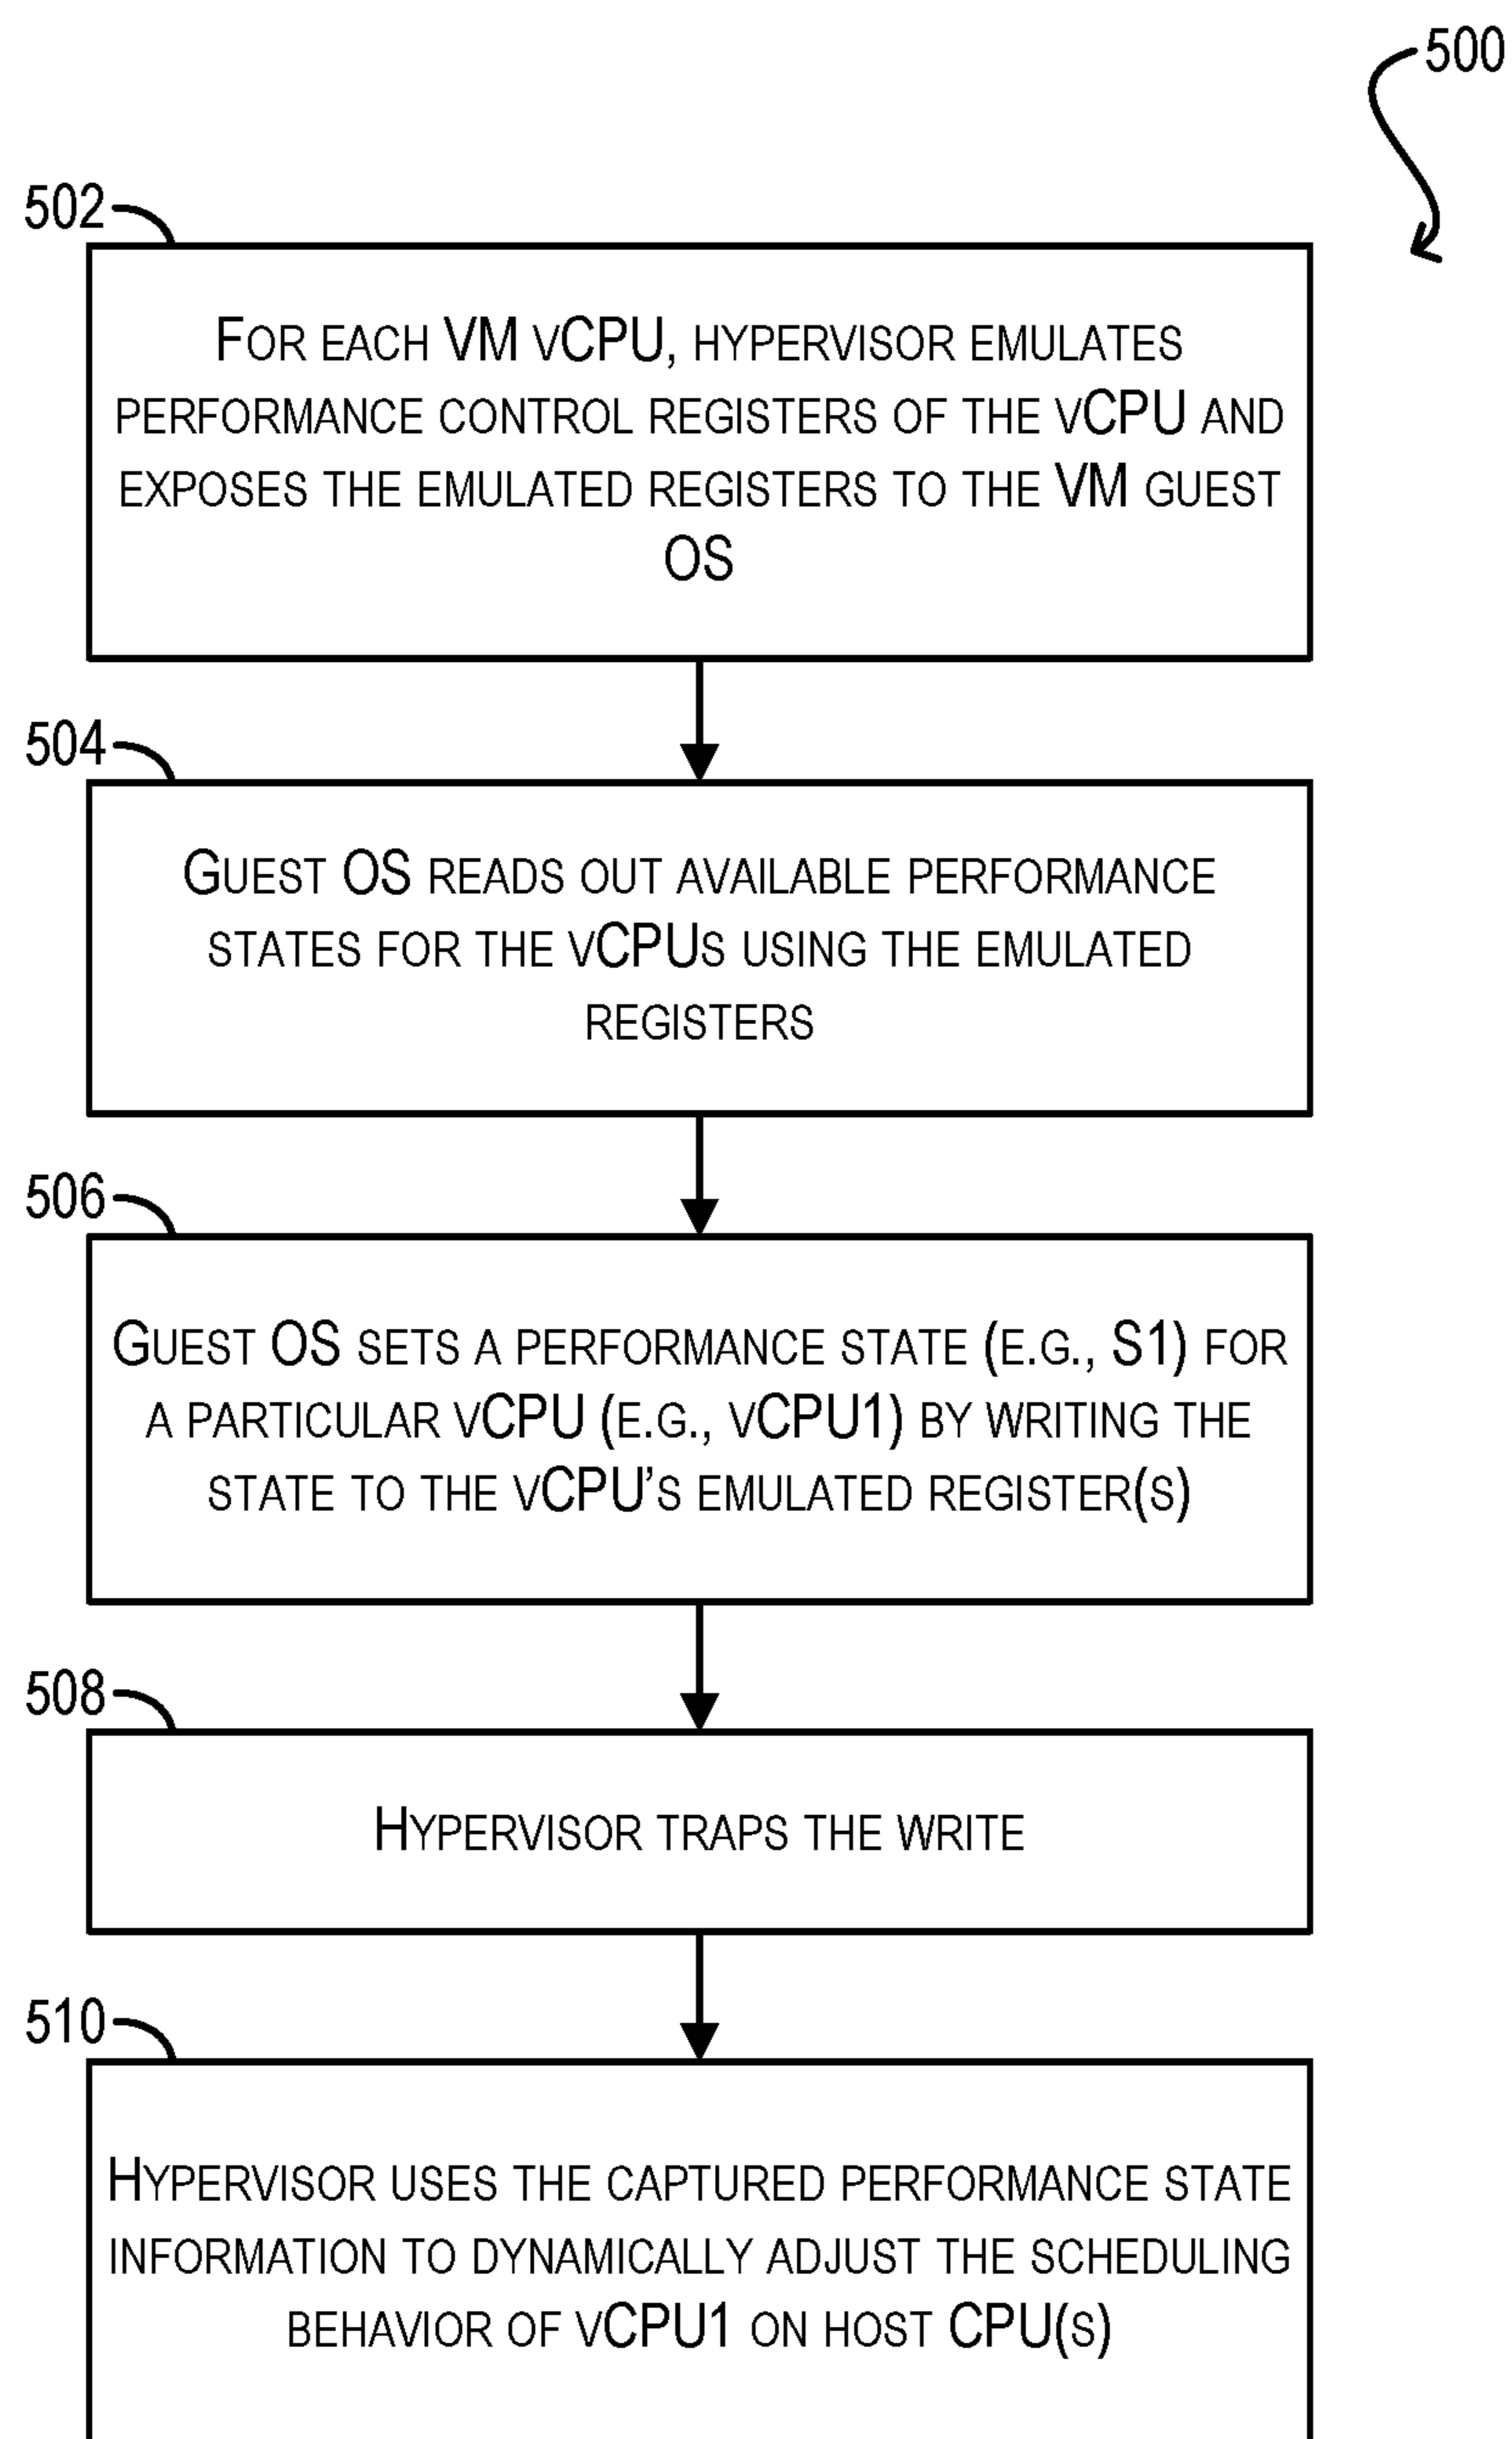 500
502
FOR EACH VM VCPU, HYPERVISOR EMULATES
PERFORMANCE CONTROL REGISTERS OF THE VCPU AND
EXPOSES THE EMULATED REGISTERS TO THE VM GUEST
OS
504
GUEST OS READS OUT AVAILABLE PERFORMANCE
STATES FOR THE VCPUS USING THE EMULATED
REGISTERS
506
GUEST OS SETS A PERFORMANCE STATE (E.G., S1) FOR
A PARTICULAR VCPU (E.G., VCPU1) BY WRITING THE
STATE TO THE VCPU'S EMULATED REGISTER(S)
508
HYPERVISOR TRAPS THE WRITE
510
HYPERVISOR USES THE CAPTURED PERFORMANCE STATE
INFORMATION TO DYNAMICALLY ADJUST THE SCHEDULING
BEHAVIOR OF VCPU1 ON HOST CPU(S)